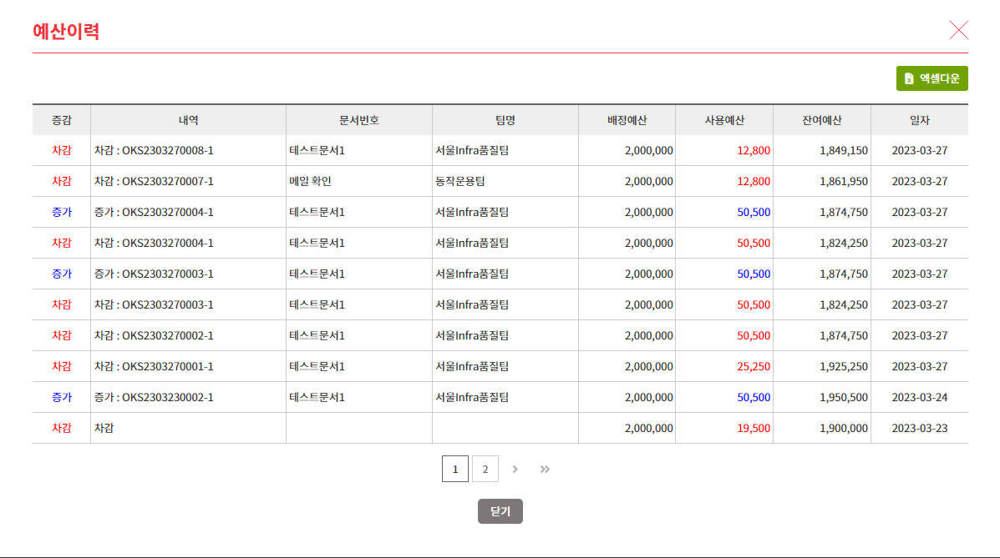 예산이력
엑셀다운
증감 내역 문서번호 팀명 배정예산 사용예산 잔여예산 일자
차감 차감 : OKS2303270008-1 테스트문서1 서울Infra품질팀 2,000,000 12,800 1,849,150 2023-03-27
차감 차감 : OKS2303270007-1 메일 확인 동작운용팀 2,000,000 12,800 1,861,950 2023-03-27
증가 증가 : OKS2303270004-1 테스트문서1 서울Infra품질팀 2,000,000 50,500 1,874,750 2023-03-27
차감 차감 : OKS2303270004-1 테스트문서1 서울Infra품질팀 2,000,000 50,500 1,824,250 2023-03-27
증가 증가 : OKS2303270003-1 테스트문서1 서울Infra품질팀 2,000,000 50,500 1,874,750 2023-03-27
차감 차감 : OKS2303270003-1 테스트문서1 서울Infra품질팀 2,000,000 50,500 1,824,250 2023-03-27
차감 차감 : OKS2303270002-1 테스트문서1 서울Infra품질팀 2,000,000 50,500 1,874,750 2023-03-27
차감 차감 : OKS2303270001-1 테스트문서1 서울Infra품질팀 2,000,000 25,250 1,925,250 2023-03-27
증가 증가 : OKS2303230002-1 테스트문서1 서울Infra품질팀 2,000,000 50,500 1,950,500 2023-03-24
차감 차감 2,000,000 19,500 1,900,000 2023-03-23
1 2
닫기